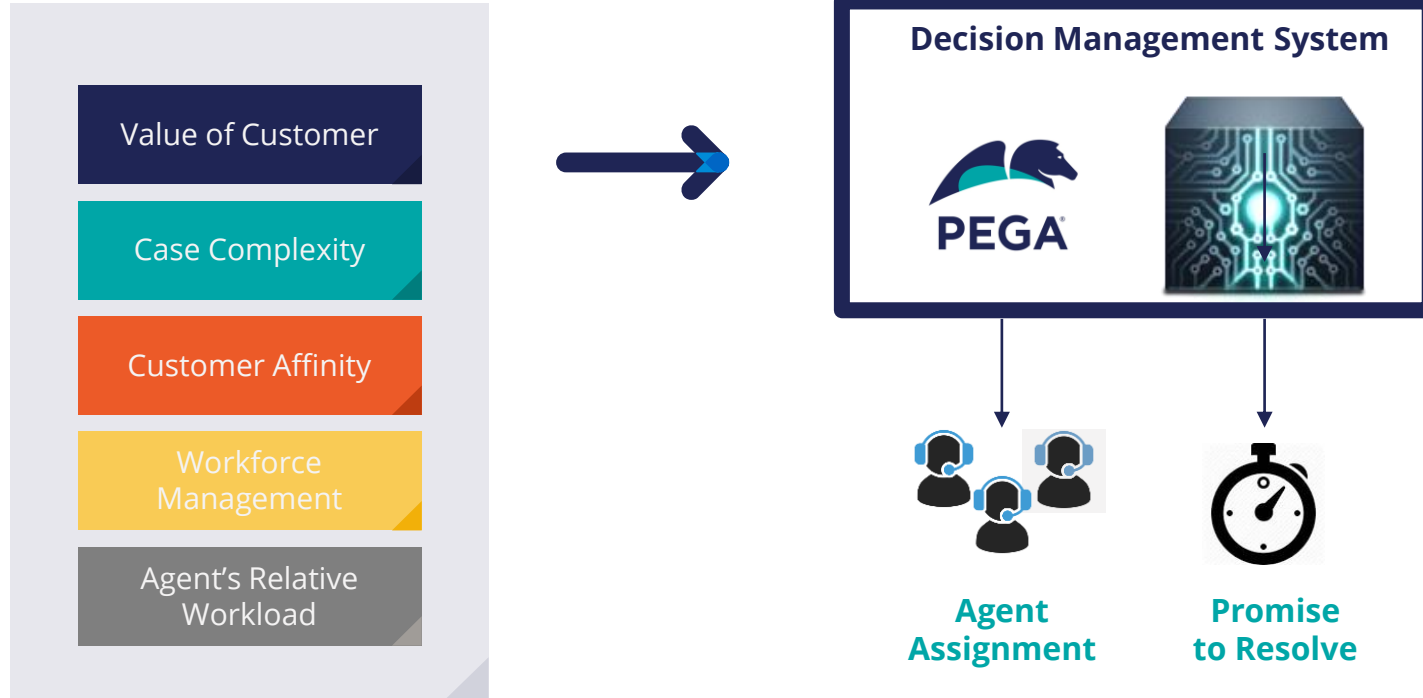 Value of Customer
Case Complexity
Customer Affinity
Workforce
Management
Agent’s Relative
Workload
Decision Management System
PEGA®
Agent
Assignment
Promise
to Resolve